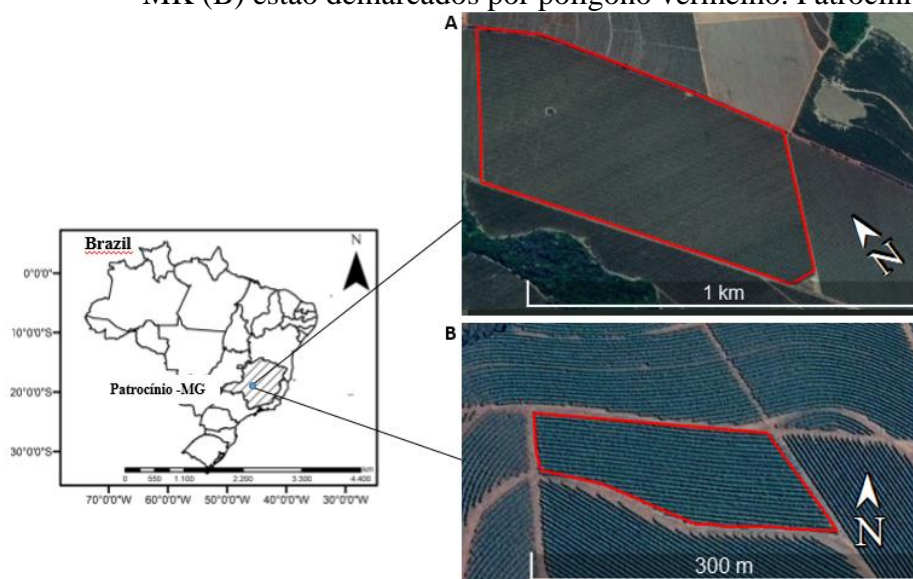 MK (B) estão demarcados por polígono vermelho. Patrocín
A
N
1 km
Brazil
N
0°0'0"
10°0'0"S
20°0'0"S
30°0'0"S
Patrocínio -MG
0 550 1.100 2.200 3.300 4.400
70°0'0"W 60°0'0"W 50°0'0"W 40°0'0"W 30°0'0"W
B
N
300 m